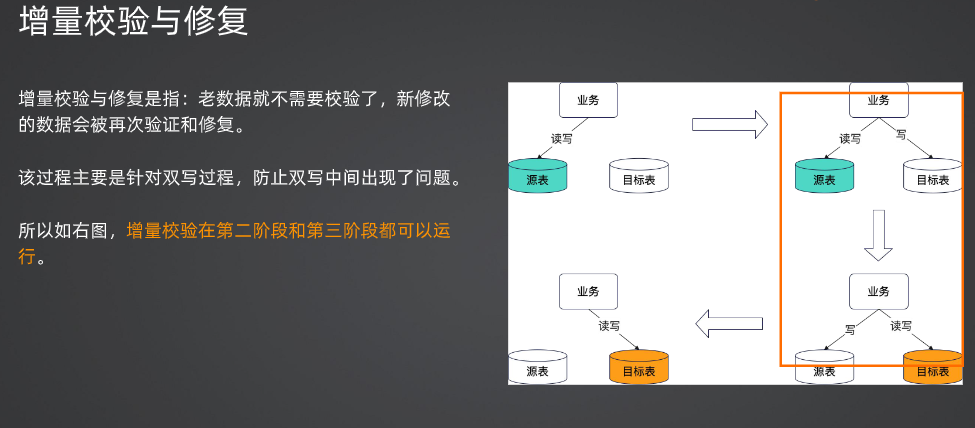 增量校验与修复
增量校验与修复是指：老数据就不需要校验了，新修改
的数据会被再次验证和修复。
该过程主要是针对双写过程，防止双写中间出现了问题。
所以如右图，增量校验在第二阶段和第三阶段都可以运
行。
业务
读写
源表
目标表
业务
读写
写
源表
目标表
业务
读写
源表
目标表
业务
写
读写
源表
目标表